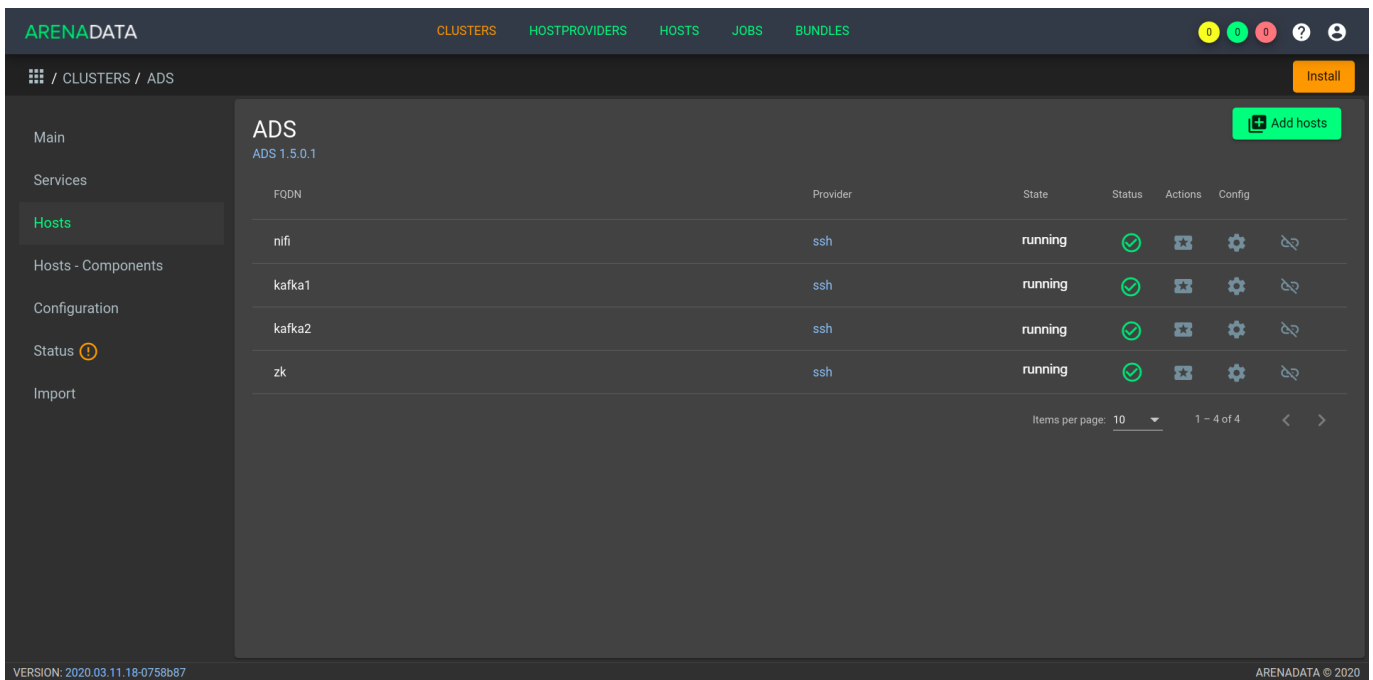 ARENADATA CLUSTERS HOSTPROVIDERS HOSTS JOBS BUNDLES 0 0 0 ?
/ CLUSTERS / ADS Install
Main
Services
Hosts
Hosts - Components
Configuration
Status !
Import
ADS Add hosts
ADS 1.5.0.1
FQDN Provider State Status Actions Config
nifi ssh running
kafka1 ssh running
kafka2 ssh running
zk ssh running
Items per page: 10 1 – 4 of 4
VERSION: 2020.03.11.18-0758b87 ARENADATA © 2020